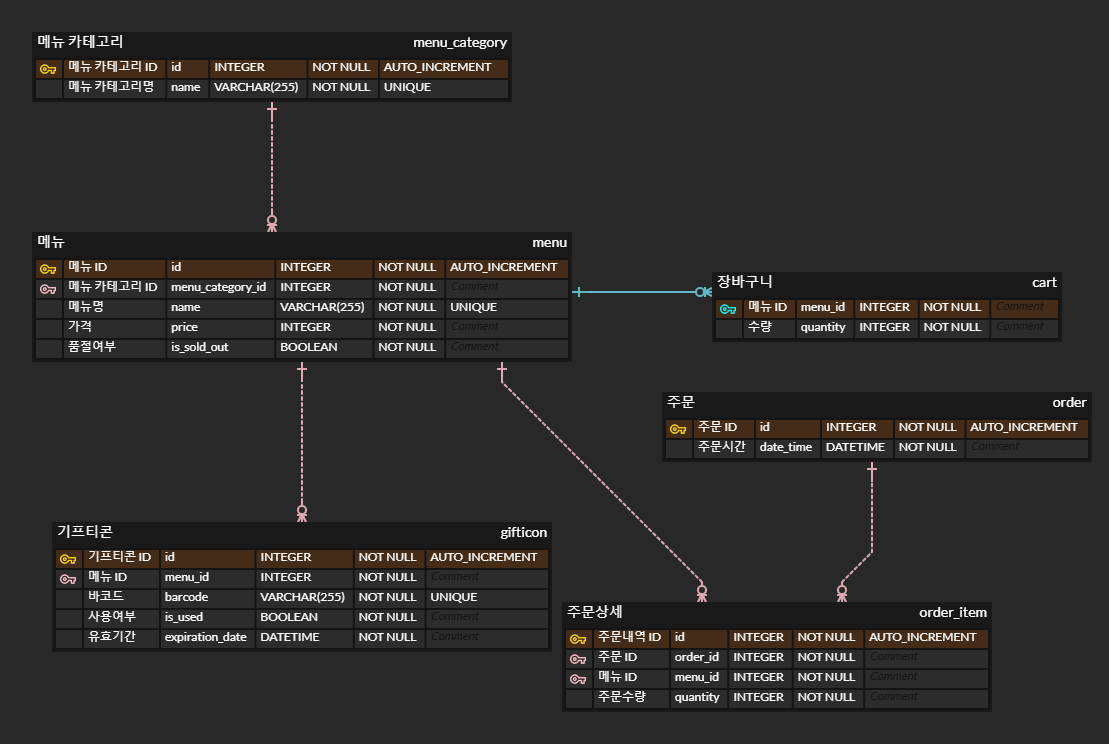 메뉴 카테고리 menu_category
메뉴 카테고리 ID id INTEGER NOT NULL AUTO_INCREMENT
메뉴 카테고리명 name VARCHAR(255) NOT NULL UNIQUE
메뉴 menu
메뉴 ID id INTEGER NOT NULL AUTO_INCREMENT
메뉴 카테고리 ID menu_category_id INTEGER NOT NULL Comment
메뉴명 name VARCHAR(255) NOT NULL UNIQUE
가격 price INTEGER NOT NULL Comment
품절여부 is_sold_out BOOLEAN NOT NULL Comment
장바구니 cart
메뉴 ID menu_id INTEGER NOT NULL Comment
수량 quantity INTEGER NOT NULL Comment
주문 order
주문 ID id INTEGER NOT NULL AUTO_INCREMENT
주문시간 date_time DATETIME NOT NULL Comment
기프티콘 gifticon
기프티콘 ID id INTEGER NOT NULL AUTO_INCREMENT
메뉴 ID menu_id INTEGER NOT NULL Comment
바코드 barcode VARCHAR(255) NOT NULL UNIQUE
사용여부 is_used BOOLEAN NOT NULL Comment
유효기간 expiration_date DATETIME NOT NULL Comment
주문상세 order_item
주문내역 ID id INTEGER NOT NULL AUTO_INCREMENT
주문 ID order_id INTEGER NOT NULL Comment
메뉴 ID menu_id INTEGER NOT NULL Comment
주문수량 quantity INTEGER NOT NULL Comment